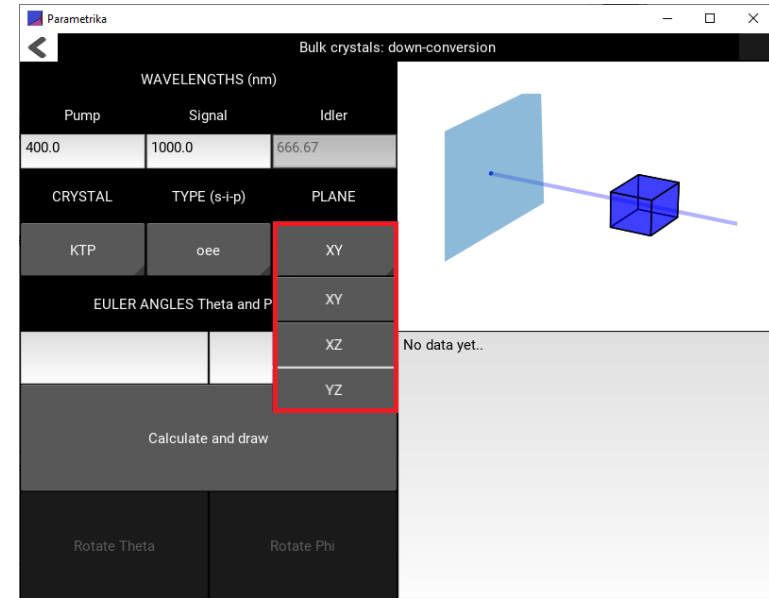 Parametrika
Bulk crystals: down-conversion
WAVELENGTHS (nm)
Pump Signal Idler
400.0 1000.0 666.67
CRYSTAL TYPE (s-i-p) PLANE
KTP oee XY
EULER ANGLES Theta and P
XY
XZ
YZ
No data yet..
Calculate and draw
Rotate Theta Rotate Phi